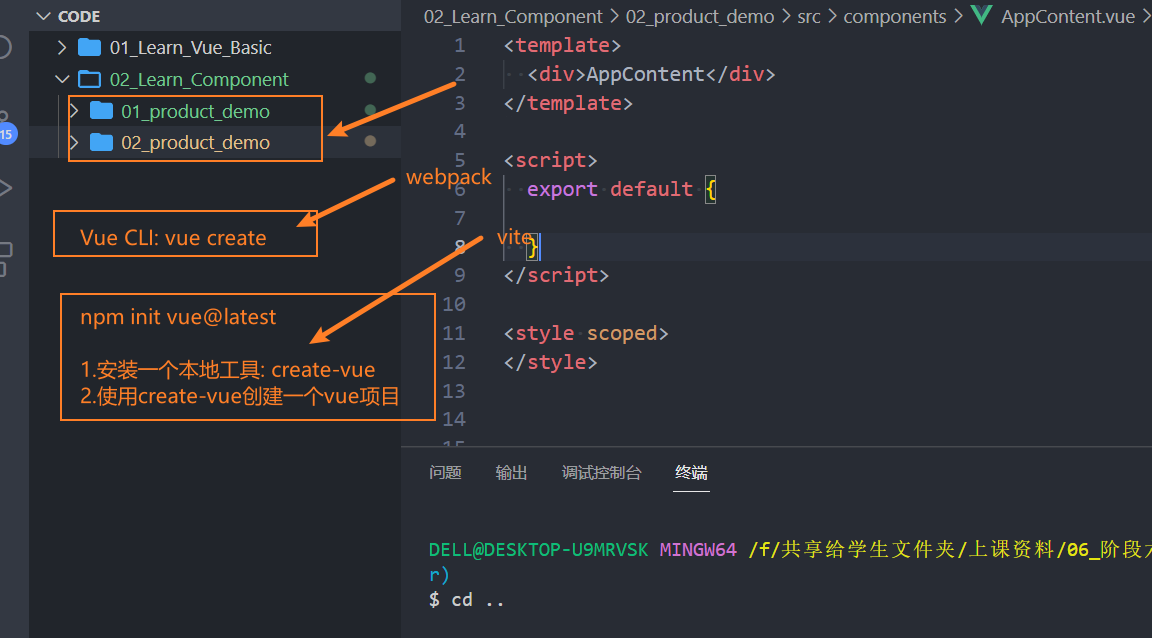 CODE
01_Learn_Vue_Basic
02_Learn_Component
01_product_demo
02_product_demo
15
webpack
Vue CLI: vue create
vite
npm init vue@latest
1.安装一个本地工具: create-vue
2.使用create-vue创建一个vue项目
02_Learn_Component > 02_product_demo > src > components > AppContent.vue >
1 <template>
2 <div>AppContent</div>
3 </template>
4
5 <script>
6 export default {
7
8 }
9 </script>
10
11 <style scoped>
12 </style>
13
14
15
问题 输出 调试控制台 终端
DELL@DESKTOP-U9MRVSK MINGW64 /f/共享给学生文件夹/上课资料/06_阶段
r)
$ cd ..